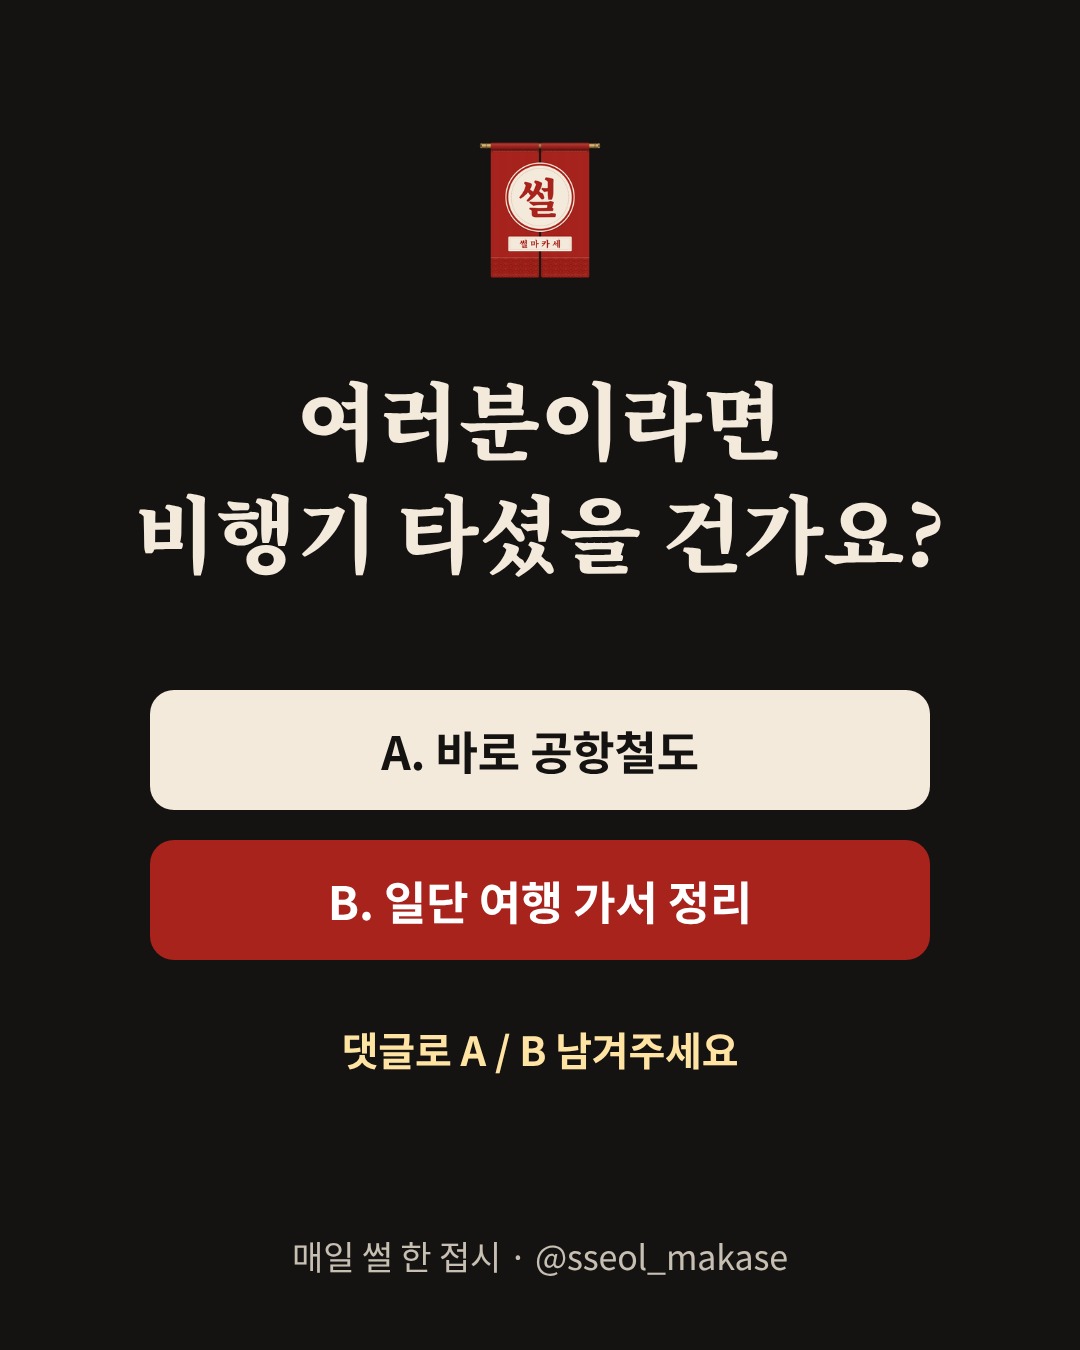 썰
썰마카세
여러분이라면
비행기 타셨을 건가요?
A. 바로 공항철도
B. 일단 여행 가서 정리
댓글로 A / B 남겨주세요
매일 썰 한 접시 · @sseol_makase